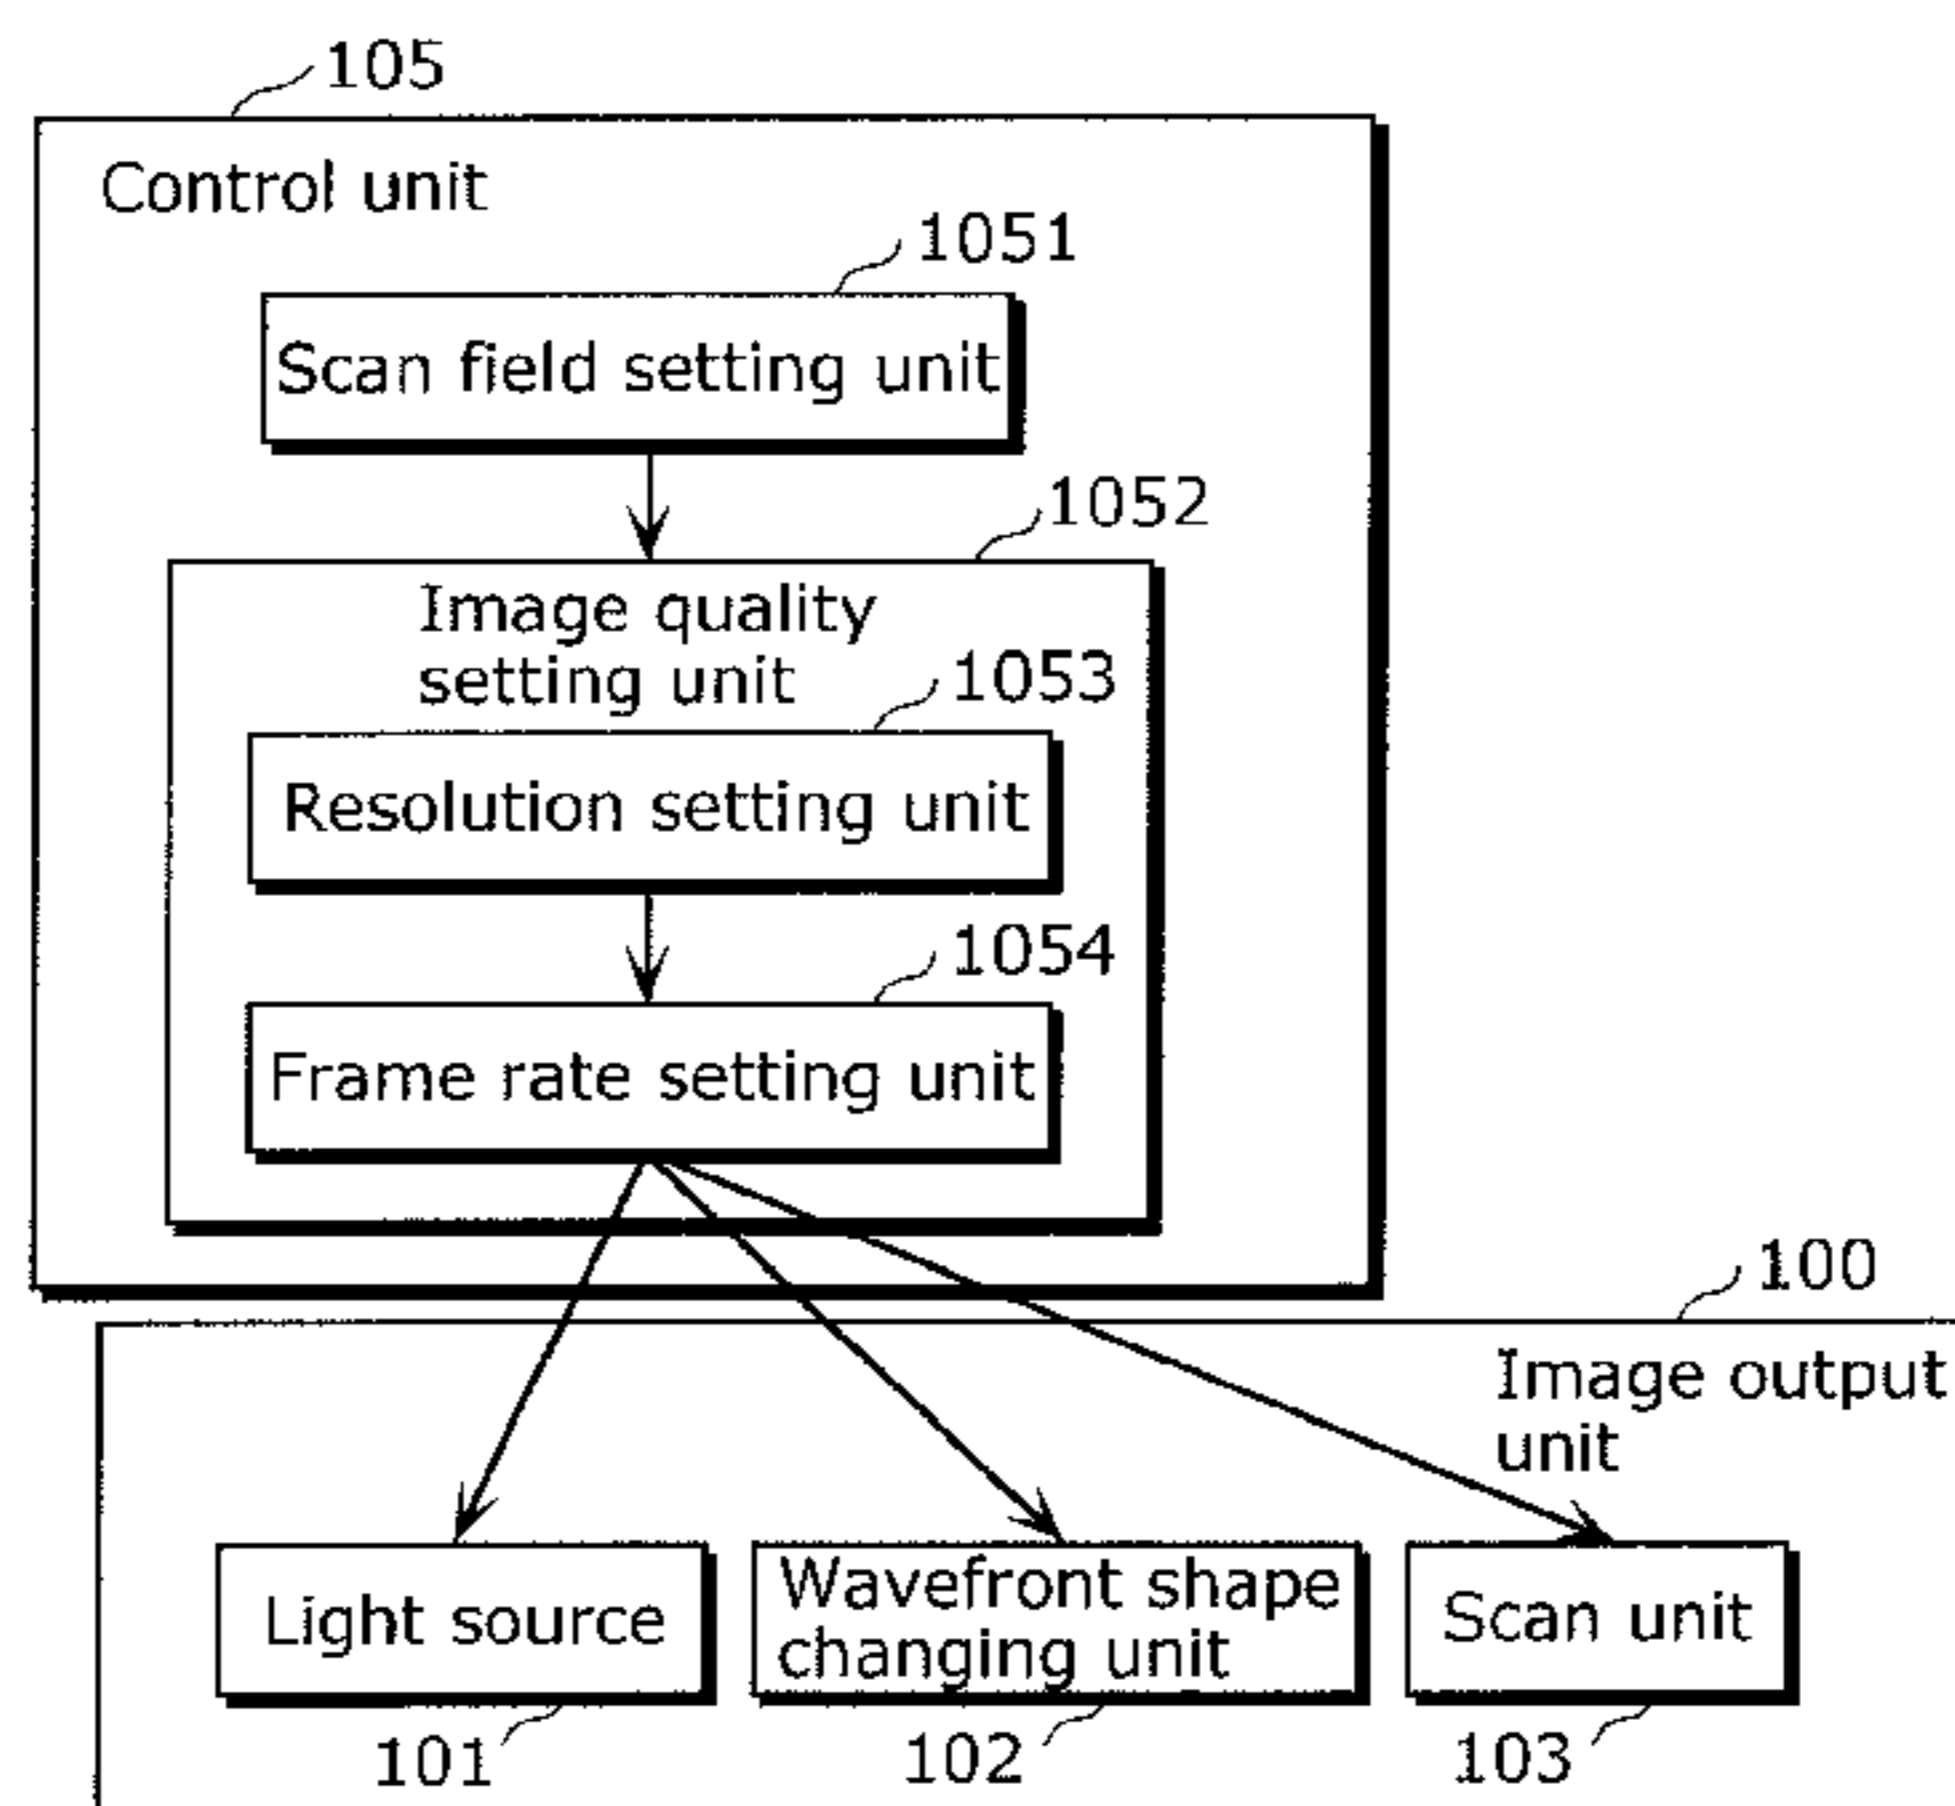 105
Control unit
1051
Scan field setting unit
1052
Image quality
setting unit
1053
Resolution setting unit
1054
Frame rate setting unit
100
Image output
unit
Light source
Wavefront shape
changing unit
Scan unit
101
102
103